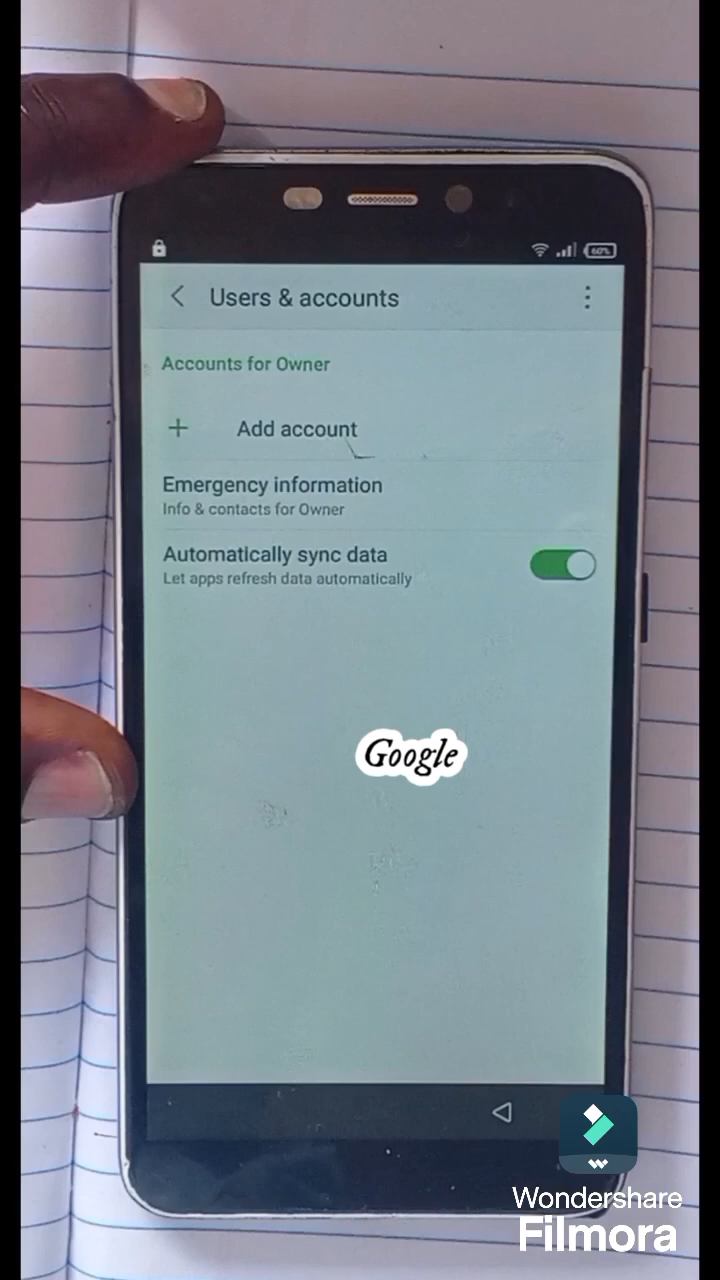 60%
Users & accounts
Accounts for Owner
+ Add account
Emergency information
Info & contacts for Owner
Automatically sync data
Let apps refresh data automatically
Google
Wondershare
Filmora